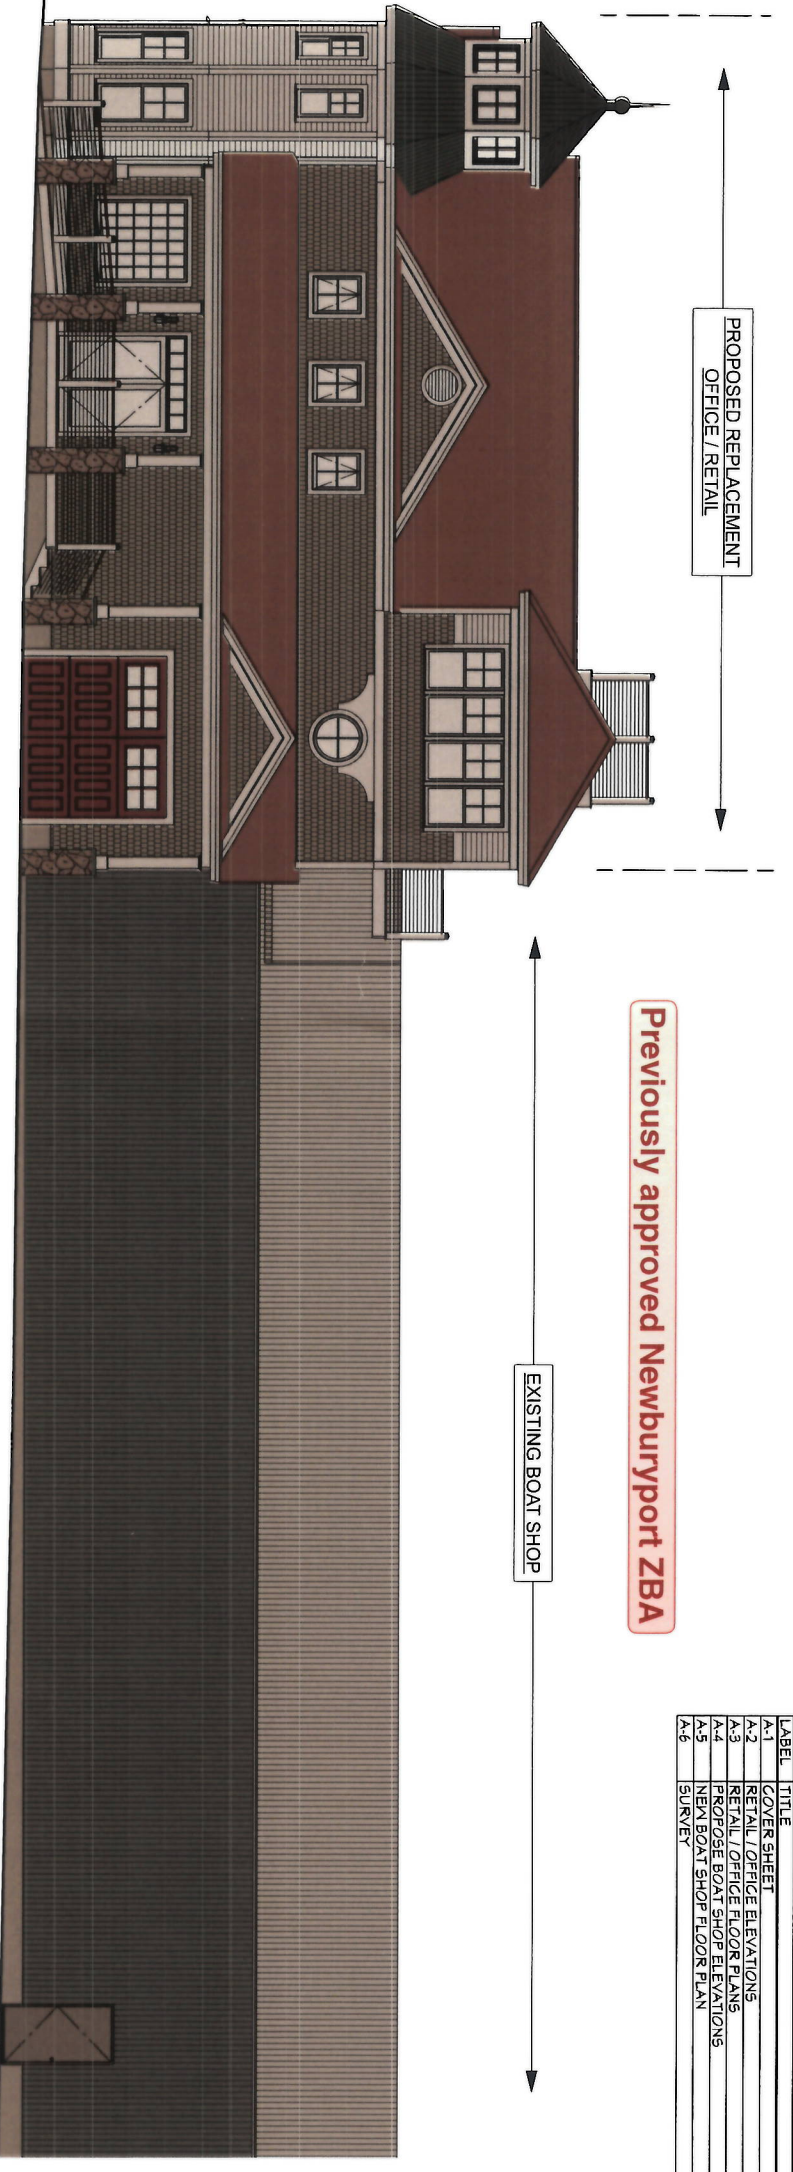 PROPOSED REPLACEMENT
OFFICE / RETAIL
Previously approved Newburyport ZBA
EXISTING BOAT SHOP
LABEL TITLE
A-1 COVER SHEET
A-2 RETAIL / OFFICE ELEVATIONS
A-3 RETAIL / OFFICE FLOOR PLANS
A-4 PROPOSE BOAT SHOP ELEVATIONS
A-5 NEW BOAT SHOP FLOOR PLAN
A-6 SURVEY